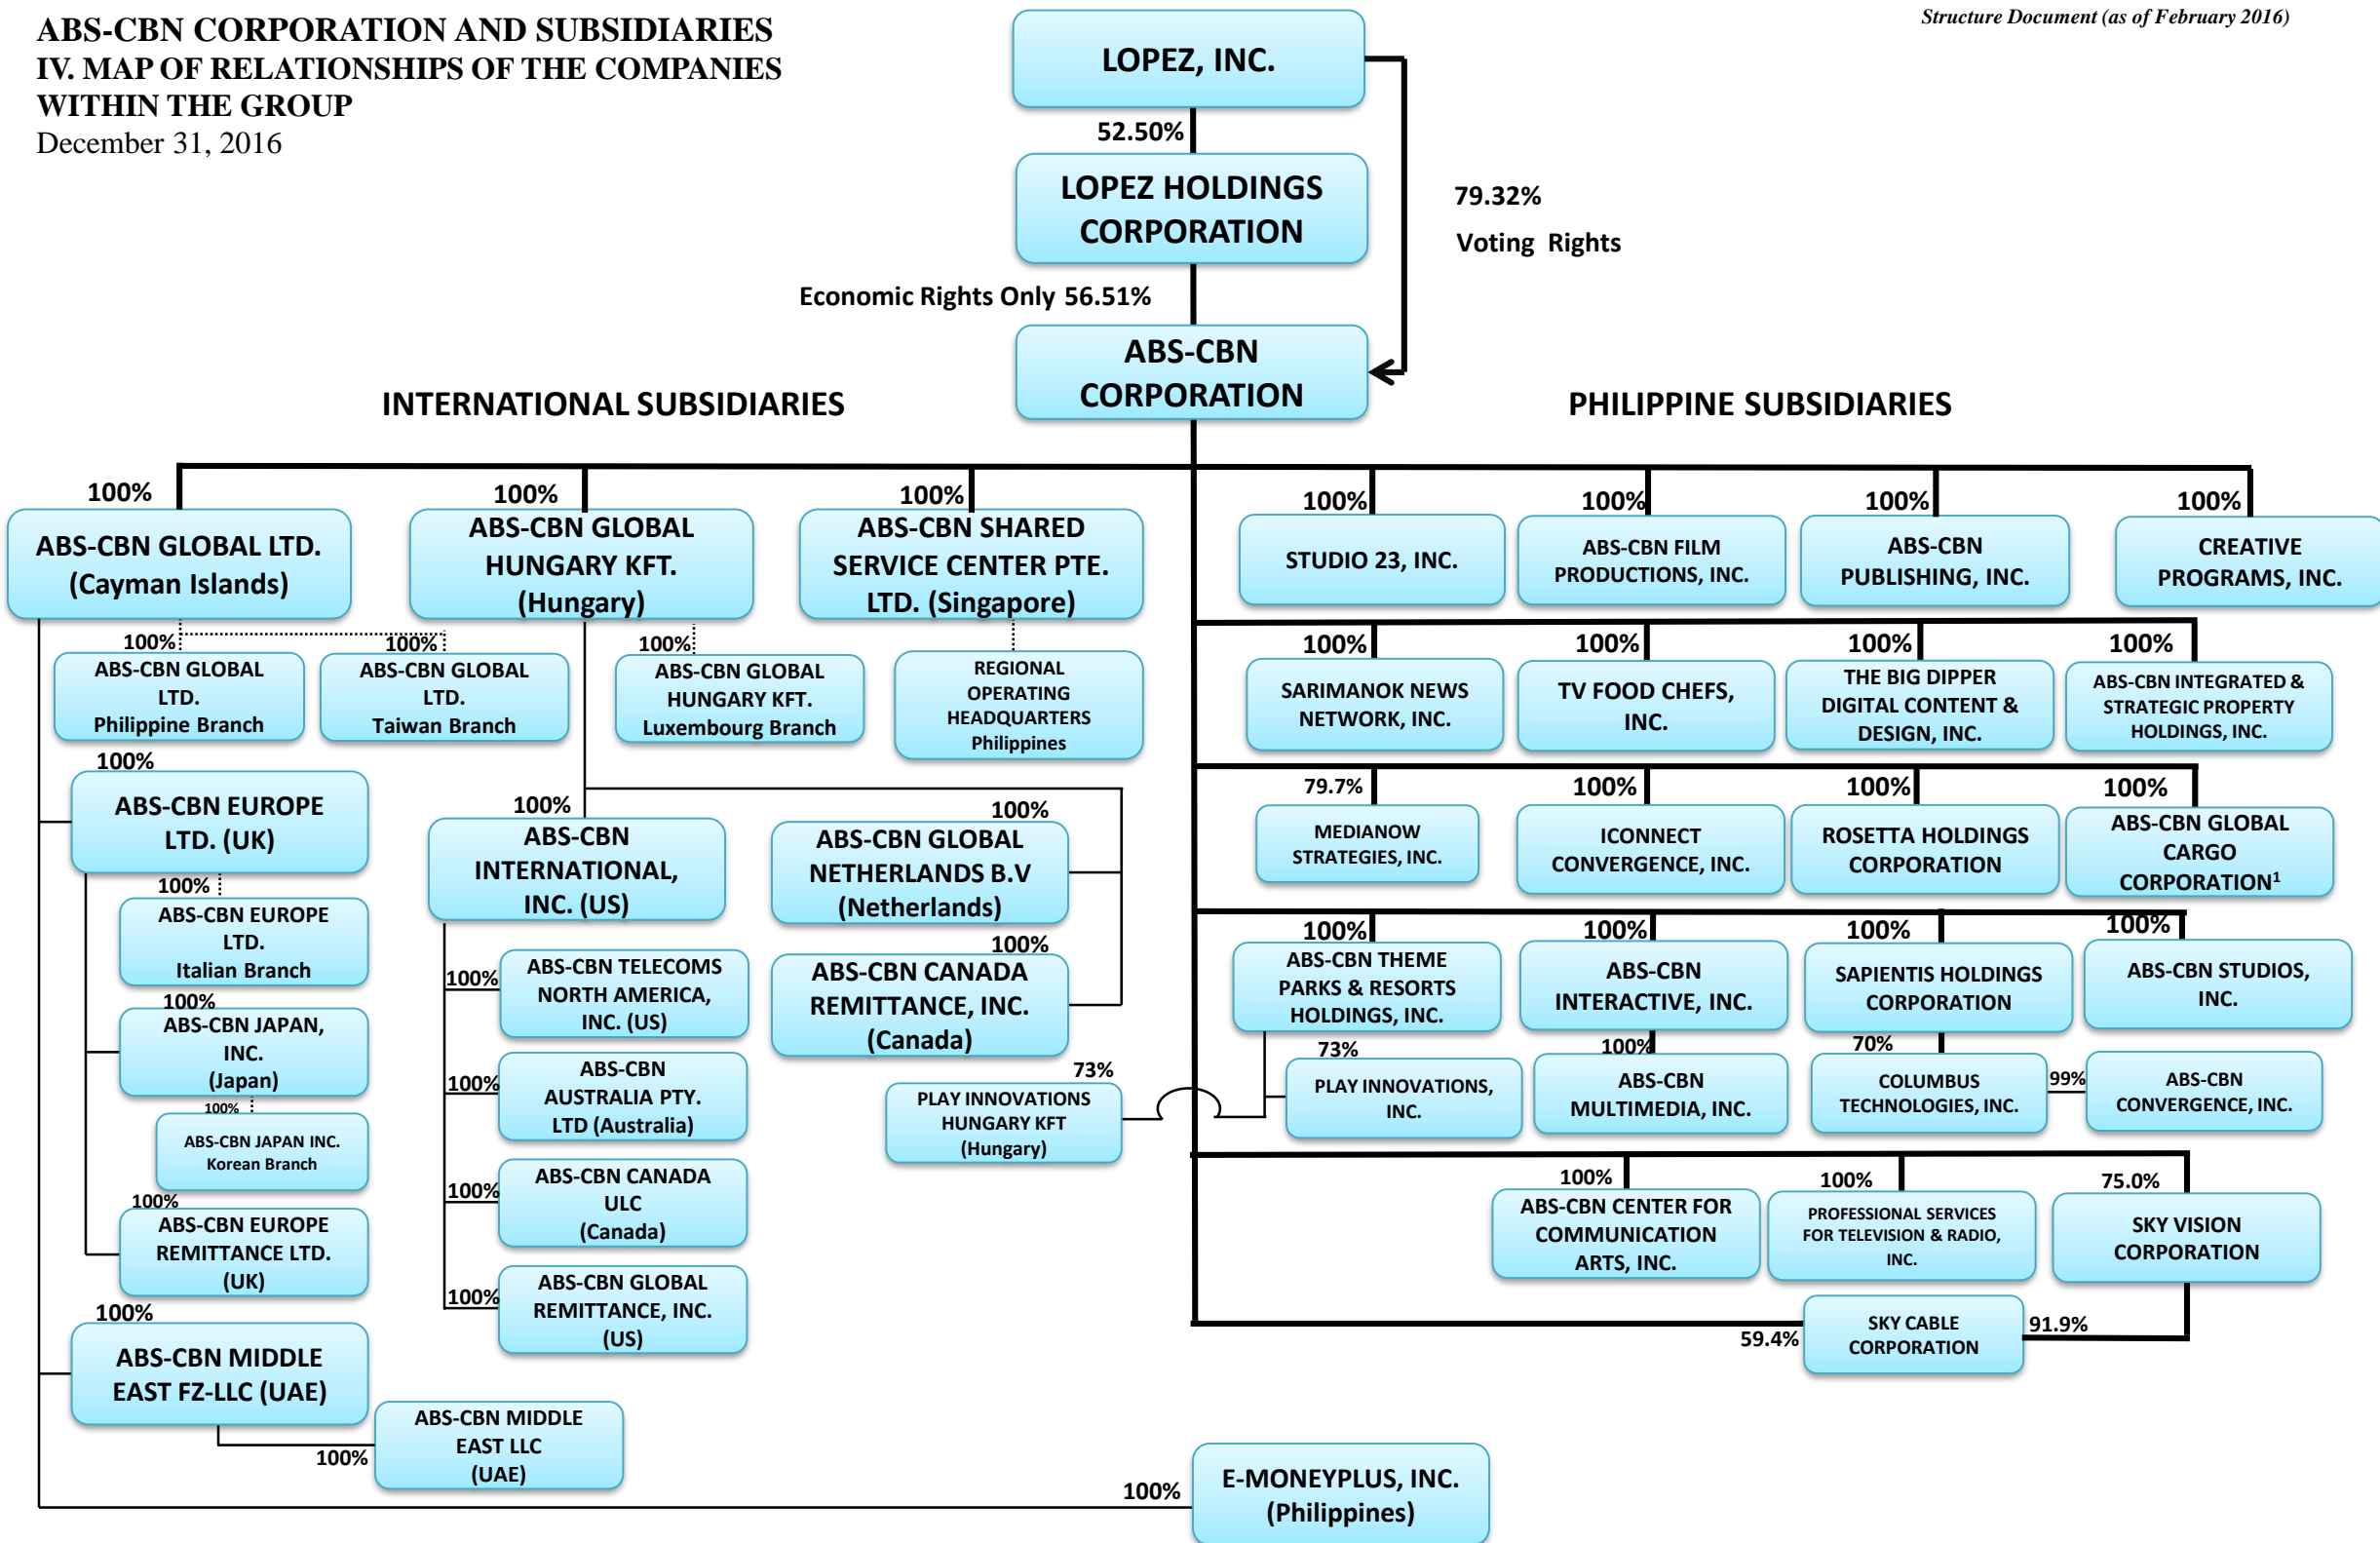 ABS-CBN CORPORATION AND SUBSIDIARIES
IV. MAP OF RELATIONSHIPS OF THE COMPANIES
WITHIN THE GROUP
December 31, 2016
Structure Document (as of February 2016)
LOPEZ, INC.
52.50%
LOPEZ HOLDINGS
CORPORATION
79.32%
Voting Rights
Economic Rights Only 56.51%
ABS-CBN
CORPORATION
INTERNATIONAL SUBSIDIARIES
PHILIPPINE SUBSIDIARIES
100%
ABS-CBN GLOBAL LTD.
(Cayman Islands)
100%
ABS-CBN GLOBAL
HUNGARY KFT.
(Hungary)
100%
ABS-CBN SHARED
SERVICE CENTER PTE.
LTD. (Singapore)
100%
STUDIO 23, INC.
100%
ABS-CBN FILM
PRODUCTIONS, INC.
100%
ABS-CBN
PUBLISHING, INC.
100%
CREATIVE
PROGRAMS, INC.
100%
ABS-CBN GLOBAL
LTD.
Philippine Branch
100%
ABS-CBN GLOBAL
LTD.
Taiwan Branch
100%
ABS-CBN GLOBAL
HUNGARY KFT.
Luxembourg Branch
REGIONAL
OPERATING
HEADQUARTERS
Philippines
100%
SARIMANOK NEWS
NETWORK, INC.
100%
TV FOOD CHEFS,
INC.
100%
THE BIG DIPPER
DIGITAL CONTENT &
DESIGN, INC.
100%
ABS-CBN INTEGRATED &
STRATEGIC PROPERTY
HOLDINGS, INC.
100%
ABS-CBN EUROPE
LTD. (UK)
100%
ABS-CBN
INTERNATIONAL,
INC. (US)
100%
ABS-CBN GLOBAL
NETHERLANDS B.V
(Netherlands)
79.7%
MEDIANOW
STRATEGIES, INC.
100%
ICONNECT
CONVERGENCE, INC.
100%
ROSETTA HOLDINGS
CORPORATION
100%
ABS-CBN GLOBAL
CARGO
CORPORATION1
100%
ABS-CBN EUROPE
LTD.
Italian Branch
100%
ABS-CBN TELECOMS
NORTH AMERICA,
INC. (US)
100%
ABS-CBN CANADA
REMITTANCE, INC.
(Canada)
100%
ABS-CBN THEME
PARKS & RESORTS
HOLDINGS, INC.
100%
ABS-CBN
INTERACTIVE, INC.
100%
SAPIENTIS HOLDINGS
CORPORATION
100%
ABS-CBN STUDIOS,
INC.
100%
ABS-CBN JAPAN,
INC.
(Japan)
100%
ABS-CBN
AUSTRALIA PTY.
LTD (Australia)
73%
PLAY INNOVATIONS
HUNGARY KFT
(Hungary)
73%
PLAY INNOVATIONS,
INC.
100%
ABS-CBN
MULTIMEDIA, INC.
70%
COLUMBUS
TECHNOLOGIES, INC.
99%
ABS-CBN
CONVERGENCE, INC.
100%
ABS-CBN JAPAN INC.
Korean Branch
100%
ABS-CBN CANADA
ULC
(Canada)
100%
ABS-CBN CENTER FOR
COMMUNICATION
ARTS, INC.
100%
PROFESSIONAL SERVICES
FOR TELEVISION & RADIO,
INC.
75.0%
SKY VISION
CORPORATION
100%
ABS-CBN EUROPE
REMITTANCE LTD.
(UK)
100%
ABS-CBN GLOBAL
REMITTANCE, INC.
(US)
59.4%
SKY CABLE
CORPORATION
91.9%
100%
ABS-CBN MIDDLE
EAST FZ-LLC (UAE)
100%
ABS-CBN MIDDLE
EAST LLC
(UAE)
100%
E-MONEYPLUS, INC.
(Philippines)